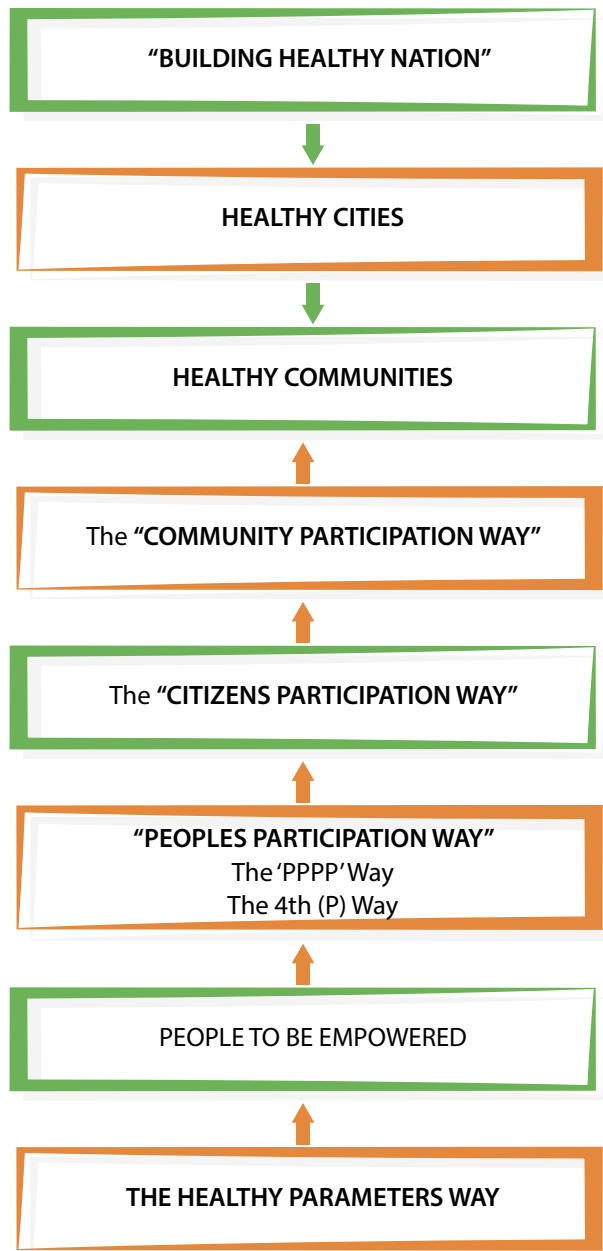 “BUILDING HEALTHY NATION”
HEALTHY CITIES
HEALTHY COMMUNITIES
The “COMMUNITY PARTICIPATION WAY”
The “CITIZENS PARTICIPATION WAY”
“PEOPLES PARTICIPATION WAY”
The ‘PPPP’ Way
The 4th (P) Way
PEOPLE TO BE EMPOWERED
THE HEALTHY PARAMETERS WAY